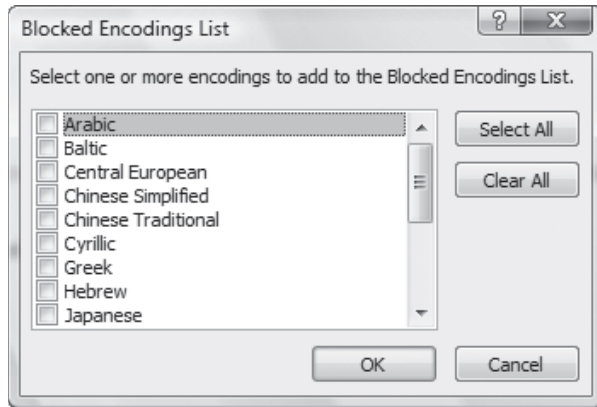 Blocked Encodings List
Select one or more encodings to add to the Blocked Encodings List.
Arabic
Baltic
Central European
Chinese Simplified
Chinese Traditional
Cyrillic
Greek
Hebrew
Japanese
Select All
Clear All
OK
Cancel